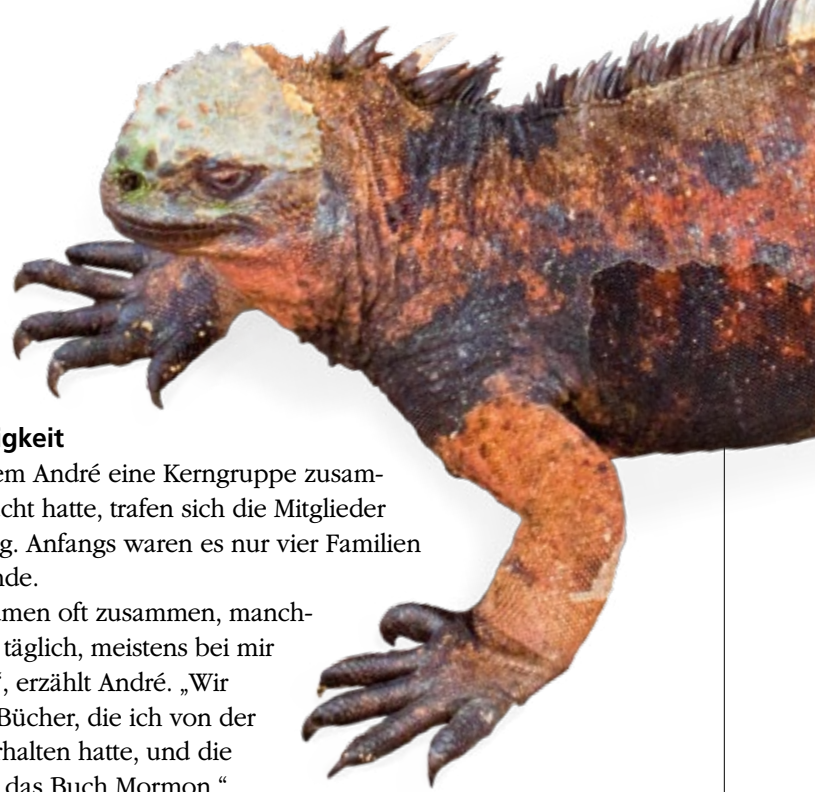 igkeit
em André eine Kerngruppe zusam-
cht hatte, trafen sich die Mitglieder
g. Anfangs waren es nur vier Familien
nde.
men oft zusammen, manch-
täglich, meistens bei mir
“, erzählt André. „Wir
Bücher, die ich von der
rhalten hatte, und die
das Buch Mormon.“